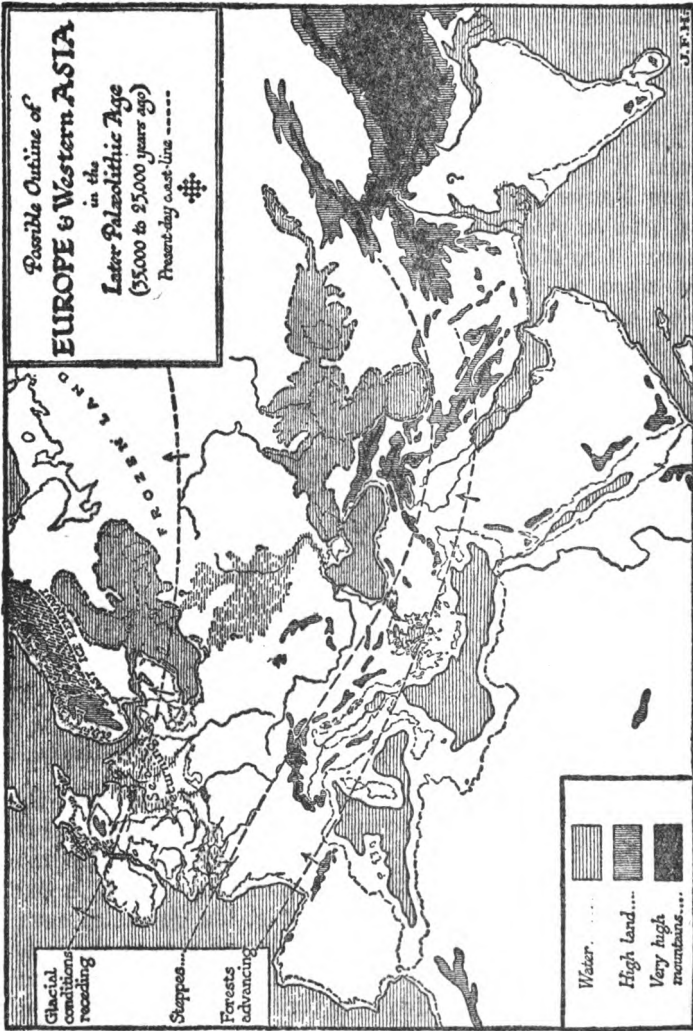 Possible Outline of
EUROPE & Western ASIA
in the
Later Palæolithic Age
(35,000 to 25,000 years ago)
Present-day coast-line -----
FROZEN LAND
?
Glacial
conditions
receding
Steppes...
Forests
advancing
Water....
High land....
Very high
mountains....
J.F.H.